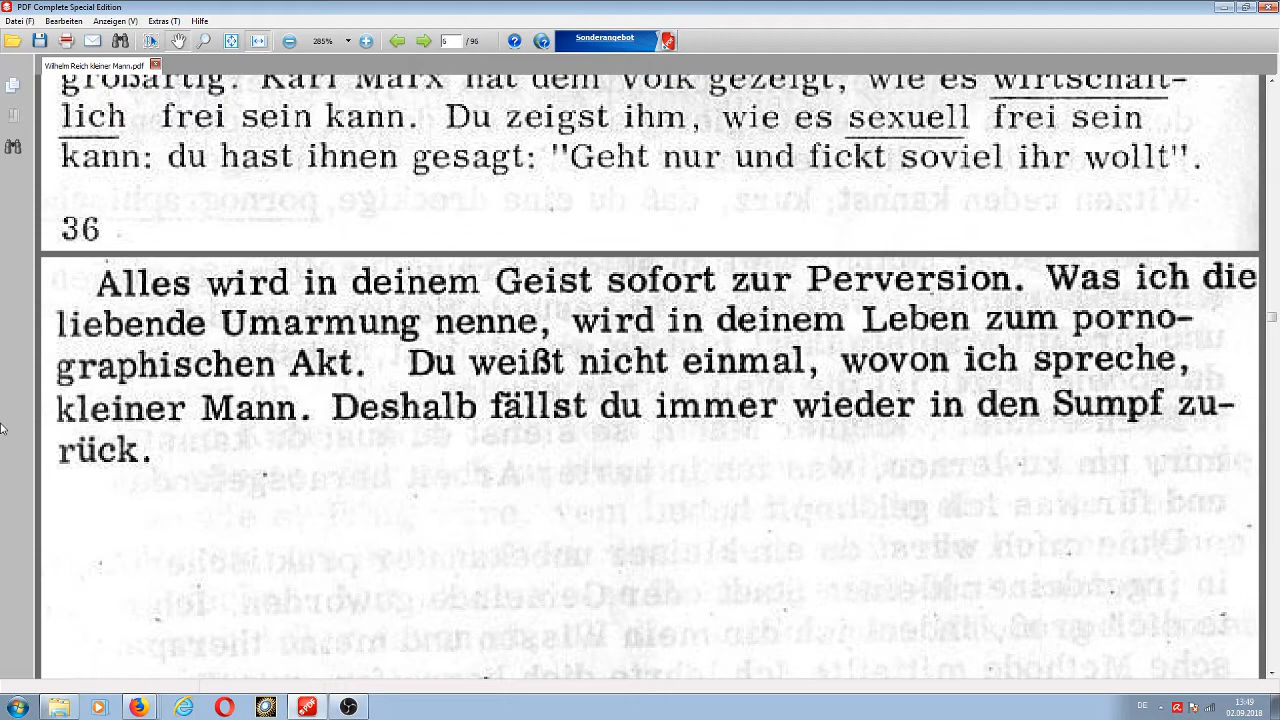 PDF Complete Special Edition
Datei (F) Bearbeiten Anzeigen (V) Extras (T) Hilfe
285% 5 / 95 Sonderangebot
Wilhelm Reich kleiner Mann.pdf
großartig! Karl Marx hat dem Volk gezeigt, wie es wirtschaft-
lich frei sein kann. Du zeigst ihm, wie es sexuell frei sein
kann: du hast ihnen gesagt: "Geht nur und fickt soviel ihr wollt".
36
Alles wird in deinem Geist sofort zur Perversion. Was ich die
liebende Umarmung nenne, wird in deinem Leben zum porno-
graphischen Akt. Du weißt nicht einmal, wovon ich spreche,
kleiner Mann. Deshalb fällst du immer wieder in den Sumpf zu-
rück.
DE 13:49
02.09.2018